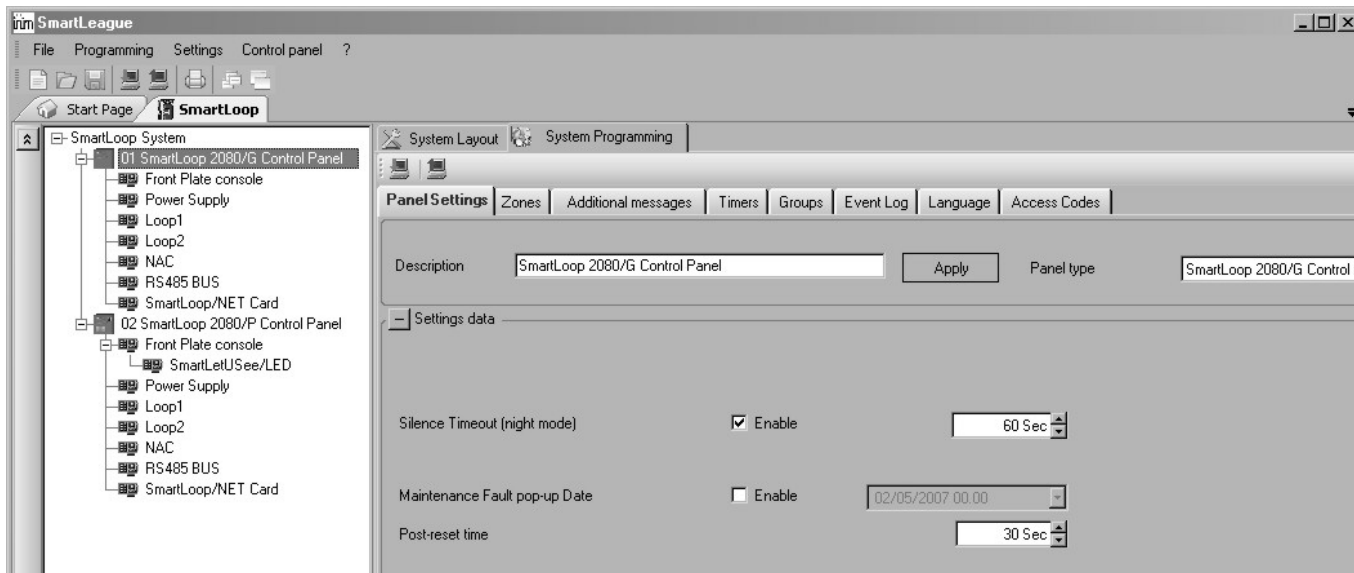 inim SmartLeague
File Programming Settings Control panel ?
Start Page SmartLoop
SmartLoop System
01 SmartLoop 2080/G Control Panel
Front Plate console
Power Supply
Loop1
Loop2
NAC
RS485 BUS
SmartLoop/NET Card
02 SmartLoop 2080/P Control Panel
Front Plate console
SmartLetUSee/LED
Power Supply
Loop1
Loop2
NAC
RS485 BUS
SmartLoop/NET Card
System Layout System Programming
Panel Settings Zones Additional messages Timers Groups Event Log Language Access Codes
Description SmartLoop 2080/G Control Panel Apply Panel type SmartLoop 2080/G Control
Settings data
Silence Timeout (night mode) Enable 60 Sec
Maintenance Fault pop-up Date Enable 02/05/2007 00.00
Post-reset time 30 Sec